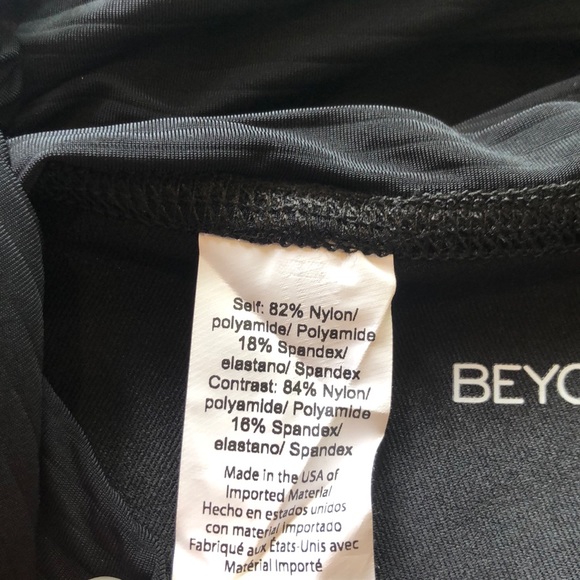 Self: 82% Nylon/
polyamide/ Polyamide
18% Spandex/
elastano/ Spandex
Contrast: 84% Nylon/
polyamide/ Polyamide
16% Spandex/
elastano/ Spandex
Made in the USA of
Imported Material
Hecho en estados unidos
con material Importado
Fabriqué aux États-Unis avec
Material Importé
BEYO